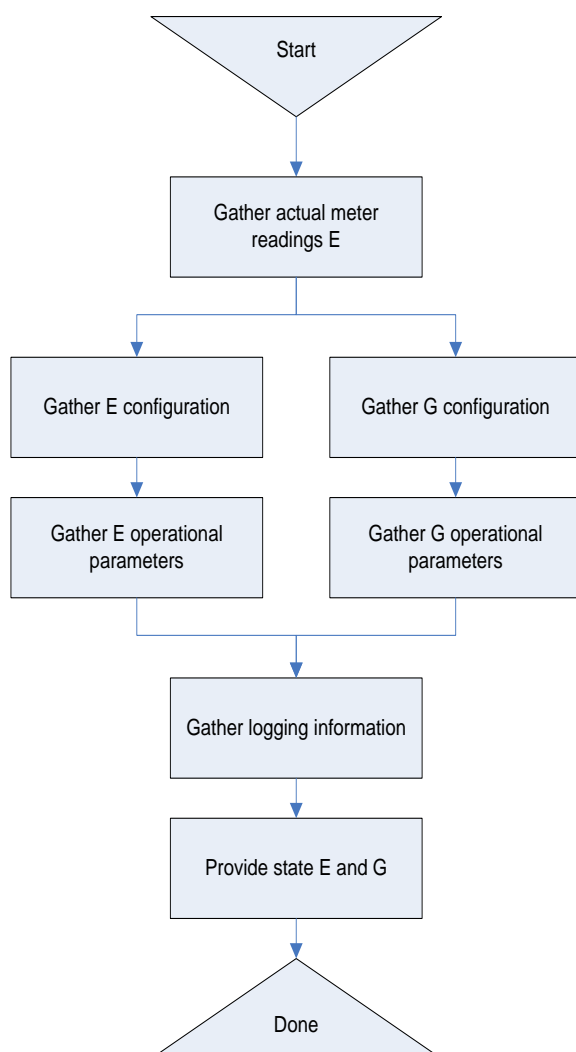 Start
Gather actual meter
readings E
Gather E configuration
Gather G configuration
Gather E operational
parameters
Gather G operational
parameters
Gather logging information
Provide state E and G
Done